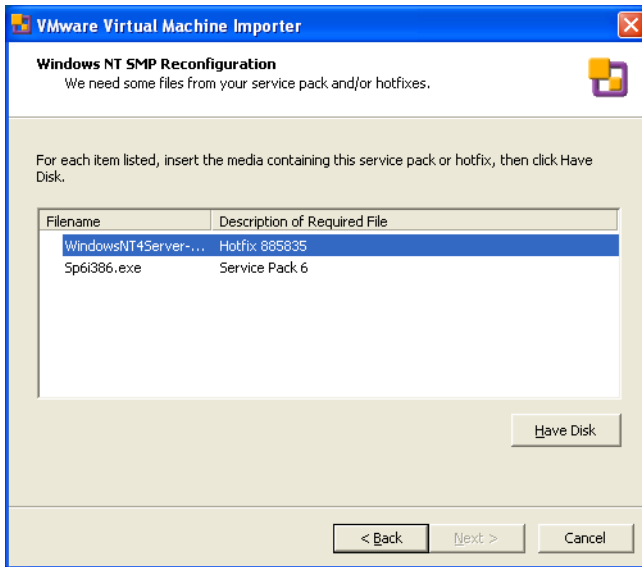 VMware Virtual Machine Importer
Windows NT SMP Reconfiguration
We need some files from your service pack and/or hotfixes.
For each item listed, insert the media containing this service pack or hotfix, then click Have
Disk.
Filename Description of Required File
WindowsNT4Server-... Hotfix 885835
Sp6i386.exe Service Pack 6
Have Disk
< Back Next > Cancel